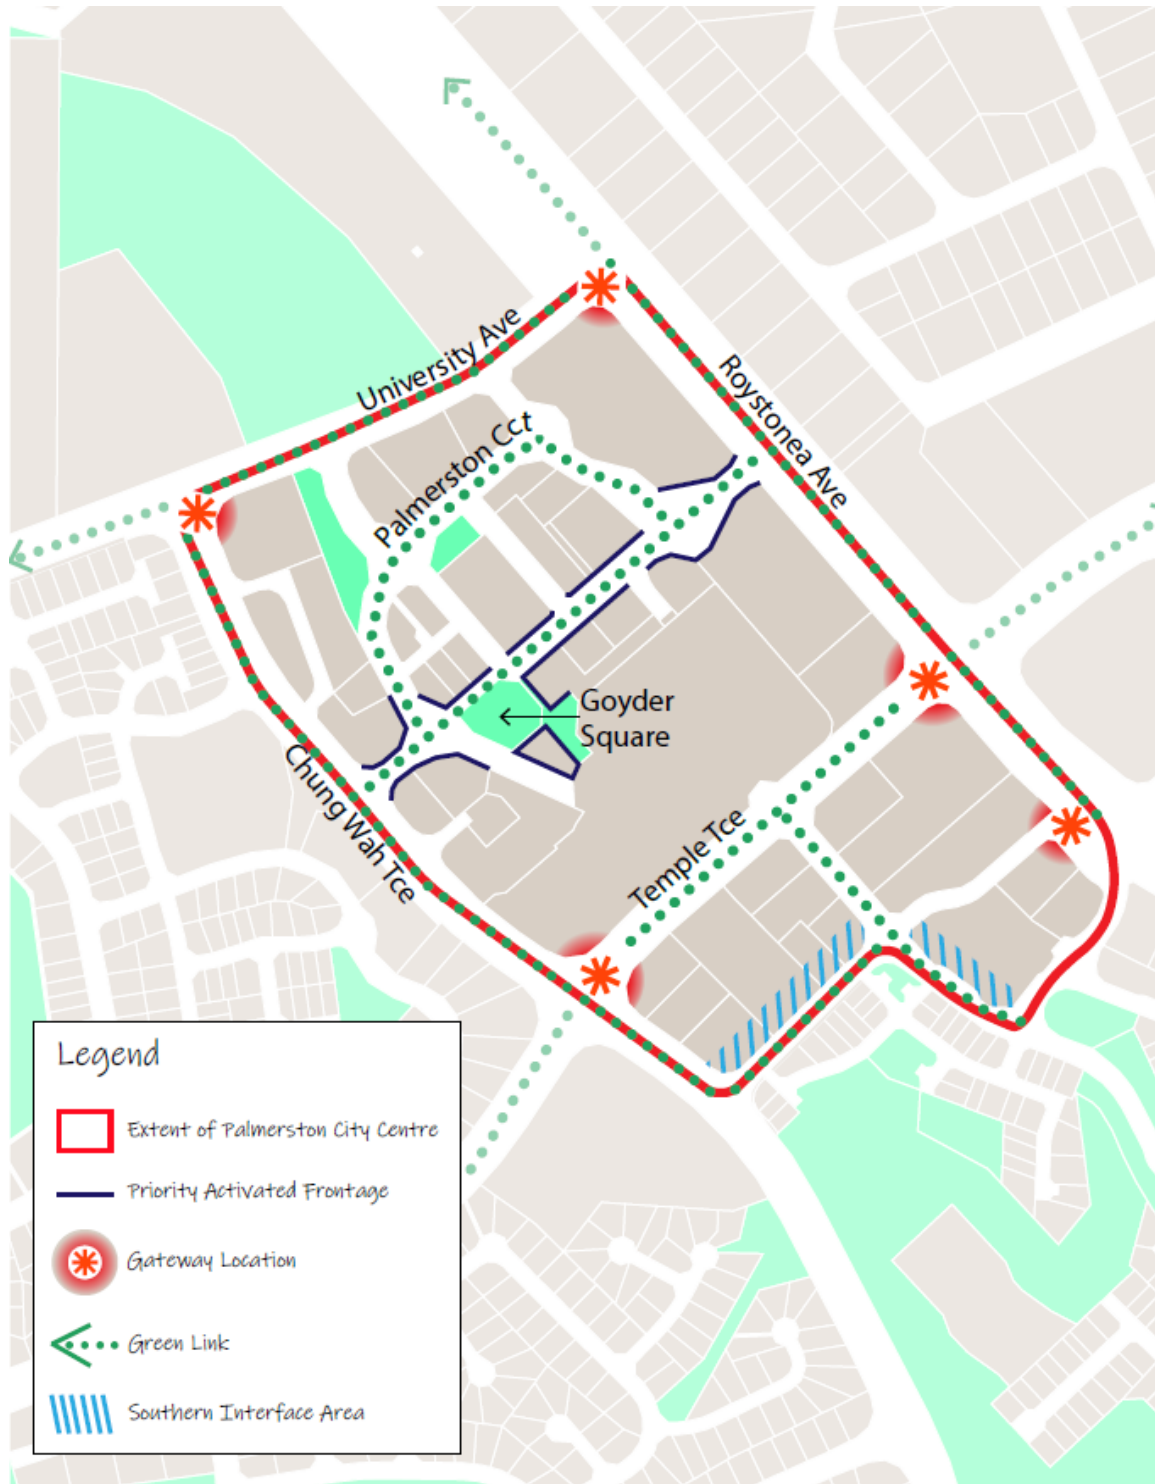 University Ave
Roystonea Ave
Palmerston Cct
Goyder
Square
Chung Wah Tce
Temple Tce
Legend
Extent of Palmerston City Centre
Priority Activated Frontage
Gateway Location
Green Link
Southern Interface Area